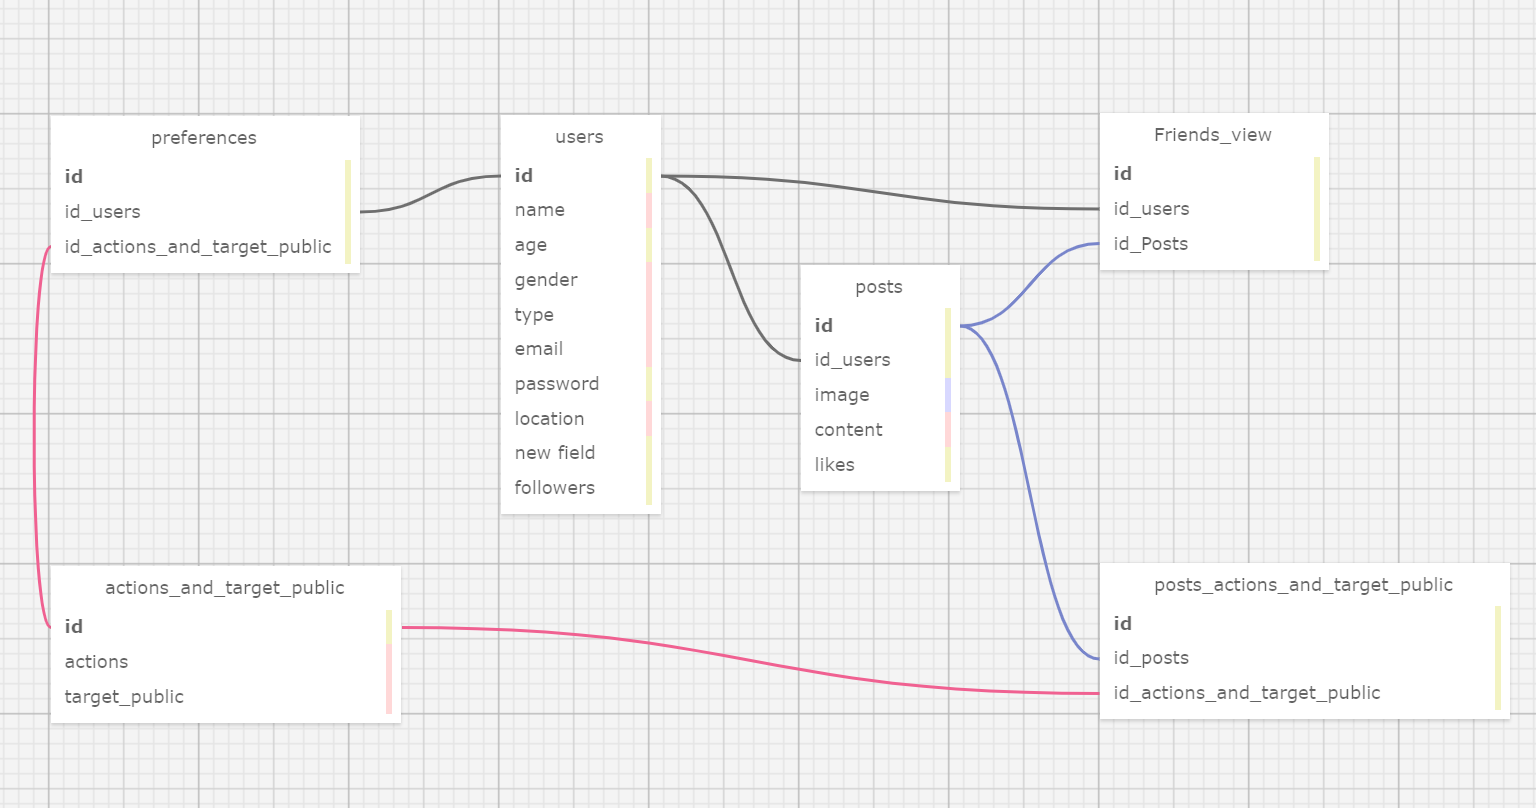 preferences
id
id_users
id_actions_and_target_public
users
id
name
age
gender
type
email
password
location
new field
followers
posts
id
id_users
image
content
likes
Friends_view
id
id_users
id_Posts
actions_and_target_public
id
actions
target_public
posts_actions_and_target_public
id
id_posts
id_actions_and_target_public